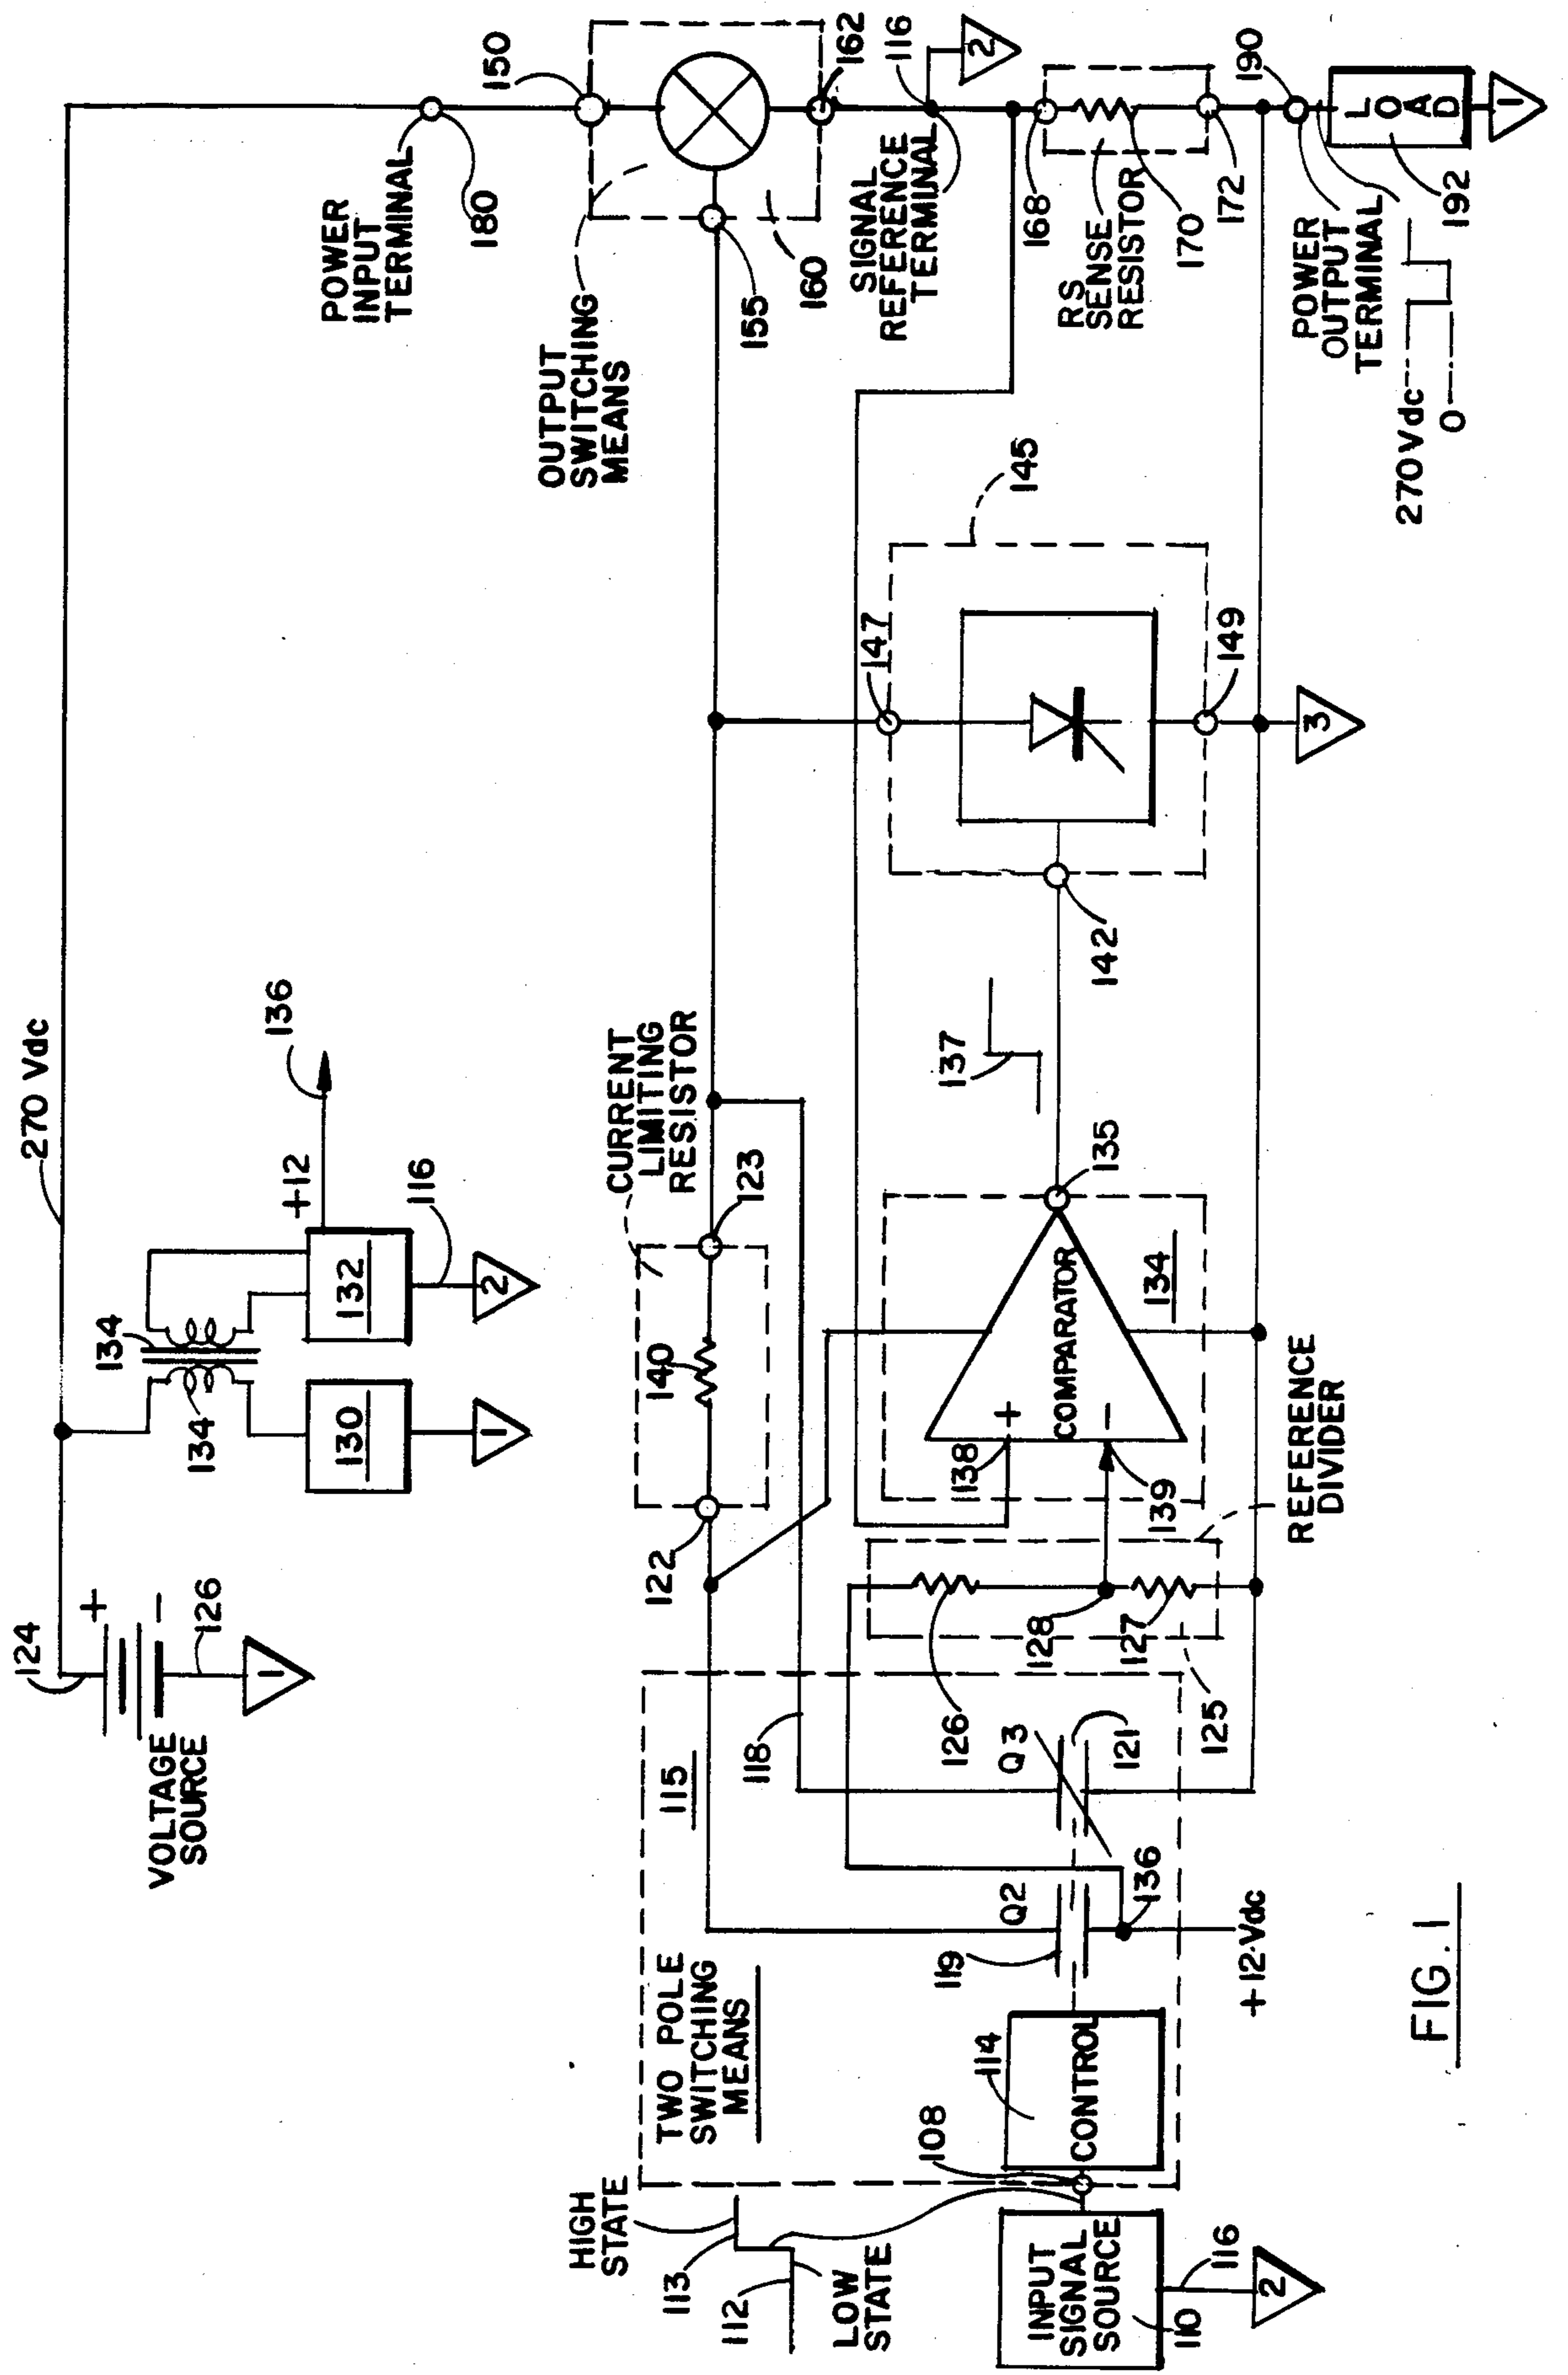 270 Vdc
124
+
−
126
1
VOLTAGE
SOURCE
134
134
130
1
132
+12
136
116
2
POWER
INPUT
TERMINAL
180
150
OUTPUT
SWITCHING
MEANS
155
160
162
SIGNAL
REFERENCE
TERMINAL
116
2
168
RS
SENSE
RESISTOR
170
172
190
POWER
OUTPUT
TERMINAL
LOAD
192
1
270Vdc
0
CURRENT
LIMITING
RESISTOR
122
140
123
145
147
149
142
3
137
135
COMPARATOR
134
138
+
−
139
REFERENCE
DIVIDER
126
128
127
125
118
115
Q3
121
Q2
119
136
+12Vdc
TWO POLE
SWITCHING
MEANS
114
CONTROL
108
HIGH
STATE
113
112
LOW
STATE
INPUT
SIGNAL
SOURCE
110
116
2
FIG. 1